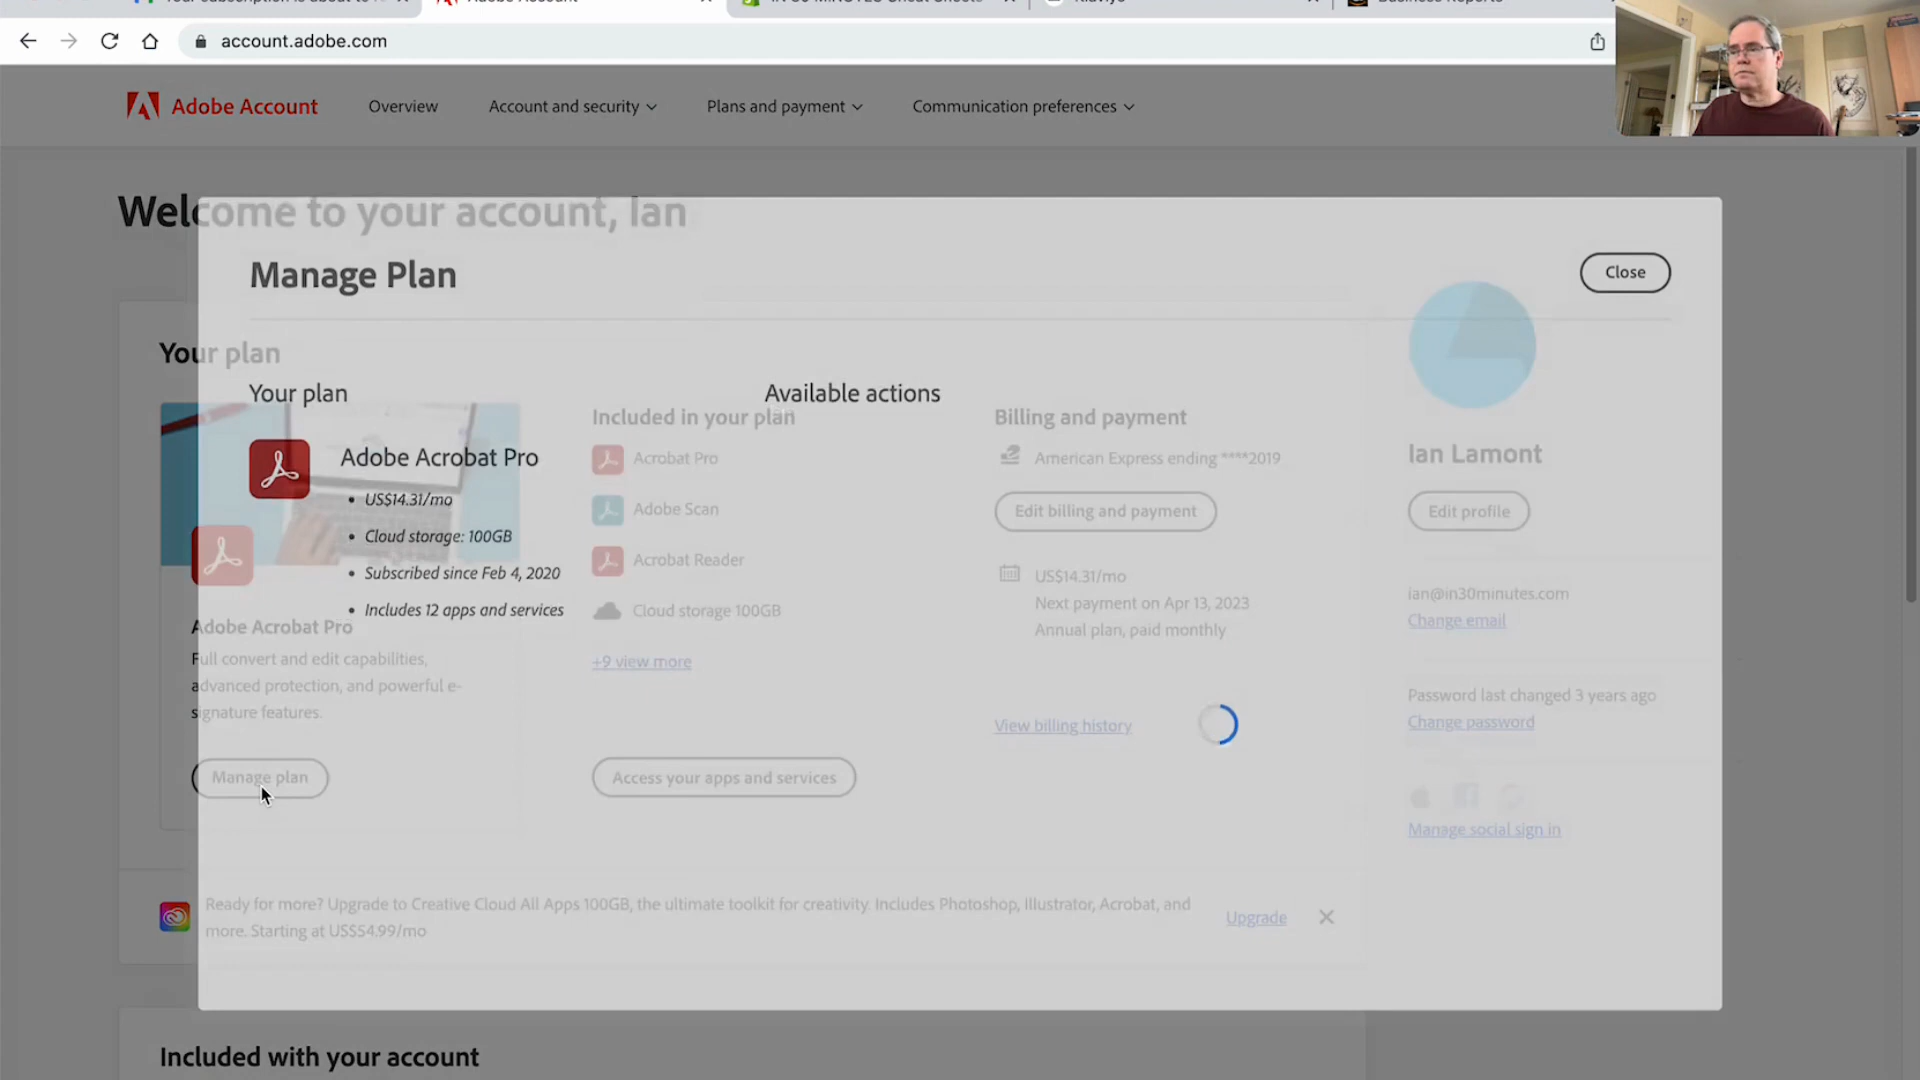 Adobe Account
Business Reports
account.adobe.com
Adobe Account
Overview
Account and security
Plans and payment
Communication preferences
Welcome to your account, Ian
Manage Plan
Close
Your plan
Your plan
Available actions
Included in your plan
Billing and payment
Adobe Acrobat Pro
US$14.31/mo
Cloud storage: 100GB
Subscribed since Feb 4, 2020
Includes 12 apps and services
Acrobat Pro
Adobe Scan
Acrobat Reader
Cloud storage 100GB
+9 view more
American Express ending ****2019
Edit billing and payment
US$14.31/mo
Next payment on Apr 13, 2023
Annual plan, paid monthly
View billing history
Ian Lamont
Edit profile
ian@in30minutes.com
Change email
Password last changed 3 years ago
Change password
Manage social sign in
Adobe Acrobat Pro
Full convert and edit capabilities,
advanced protection, and powerful e-
signature features.
Manage plan
Access your apps and services
Ready for more? Upgrade to Creative Cloud All Apps 100GB, the ultimate toolkit for creativity. Includes Photoshop, Illustrator, Acrobat, and
more. Starting at US$54.99/mo
Upgrade
Included with your account